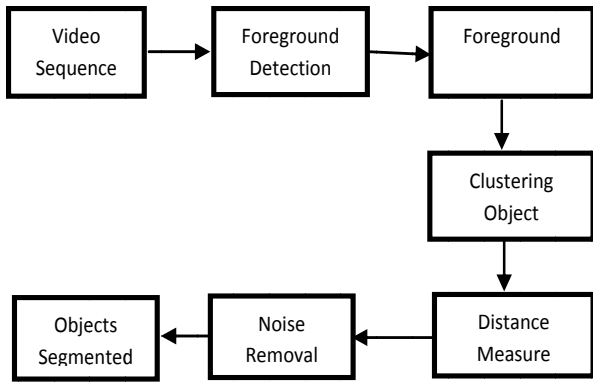 Video
Sequence
Foreground
Detection
Foreground
Clustering
Object
Distance
Measure
Noise
Removal
Objects
Segmented